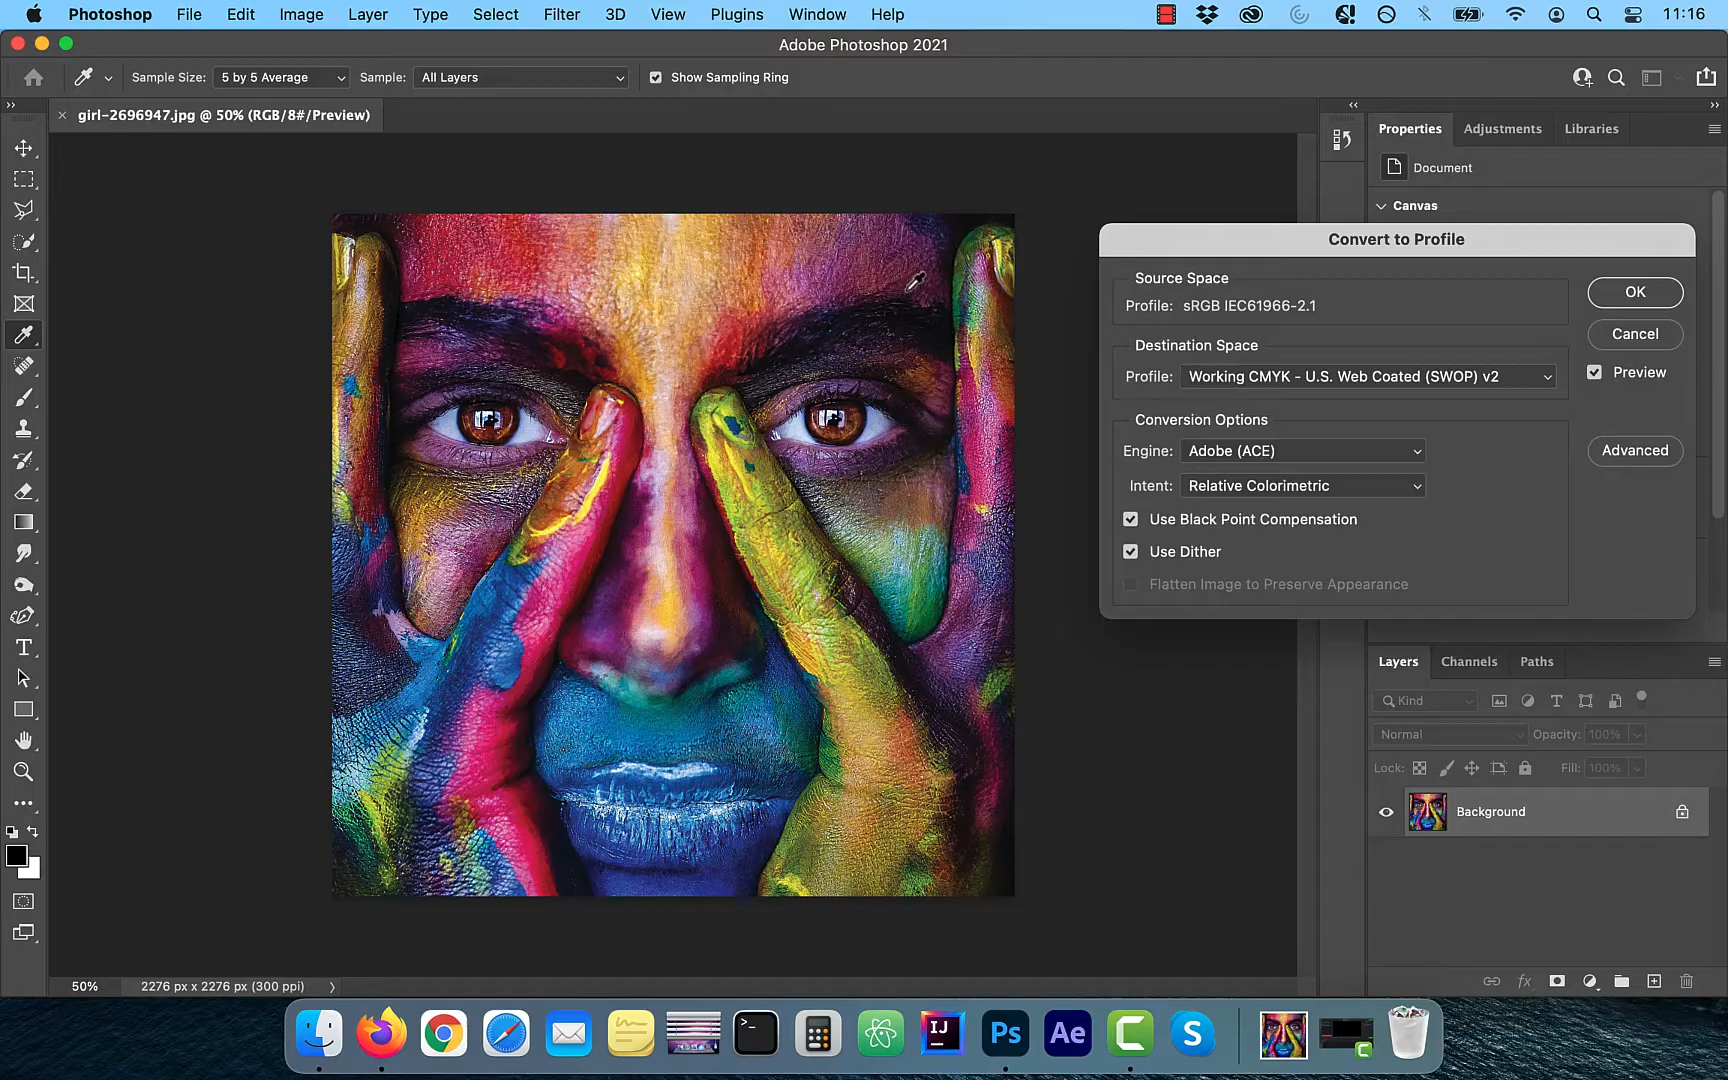 Photoshop File Edit Image Layer Type Select Filter 3D View Plugins Window Help 11:16
Adobe Photoshop 2021
Sample Size: 5 by 5 Average Sample: All Layers Show Sampling Ring
girl-2696947.jpg @ 50% (RGB/8#/Preview)
Properties Adjustments Libraries
Document
Canvas
Convert to Profile
Source Space
Profile: sRGB IEC61966-2.1
OK
Cancel
Destination Space
Profile: Working CMYK - U.S. Web Coated (SWOP) v2
Preview
Conversion Options
Engine: Adobe (ACE)
Advanced
Intent: Relative Colorimetric
Use Black Point Compensation
Use Dither
Flatten Image to Preserve Appearance
Layers Channels Paths
Kind
Normal Opacity: 100%
Lock: Fill: 100%
Background
50% 2276 px x 2276 px (300 ppi)
IJ Ps Ae C S